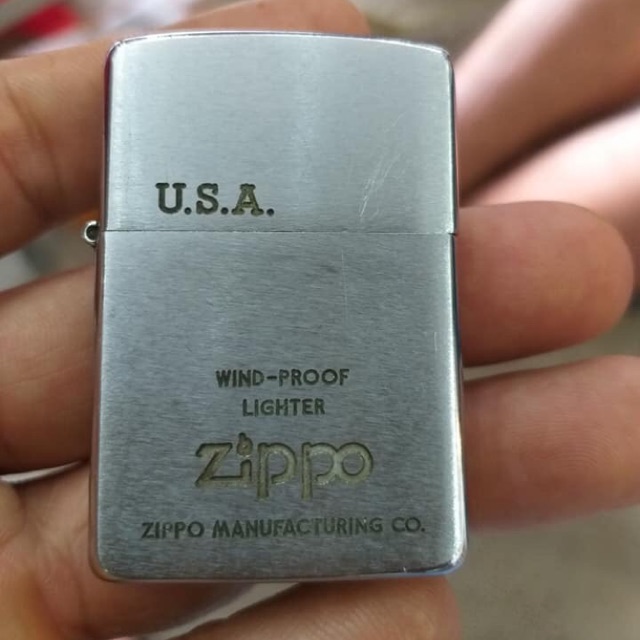 U.S.A.
WIND-PROOF
LIGHTER
zippo
ZIPPO MANUFACTURING CO.